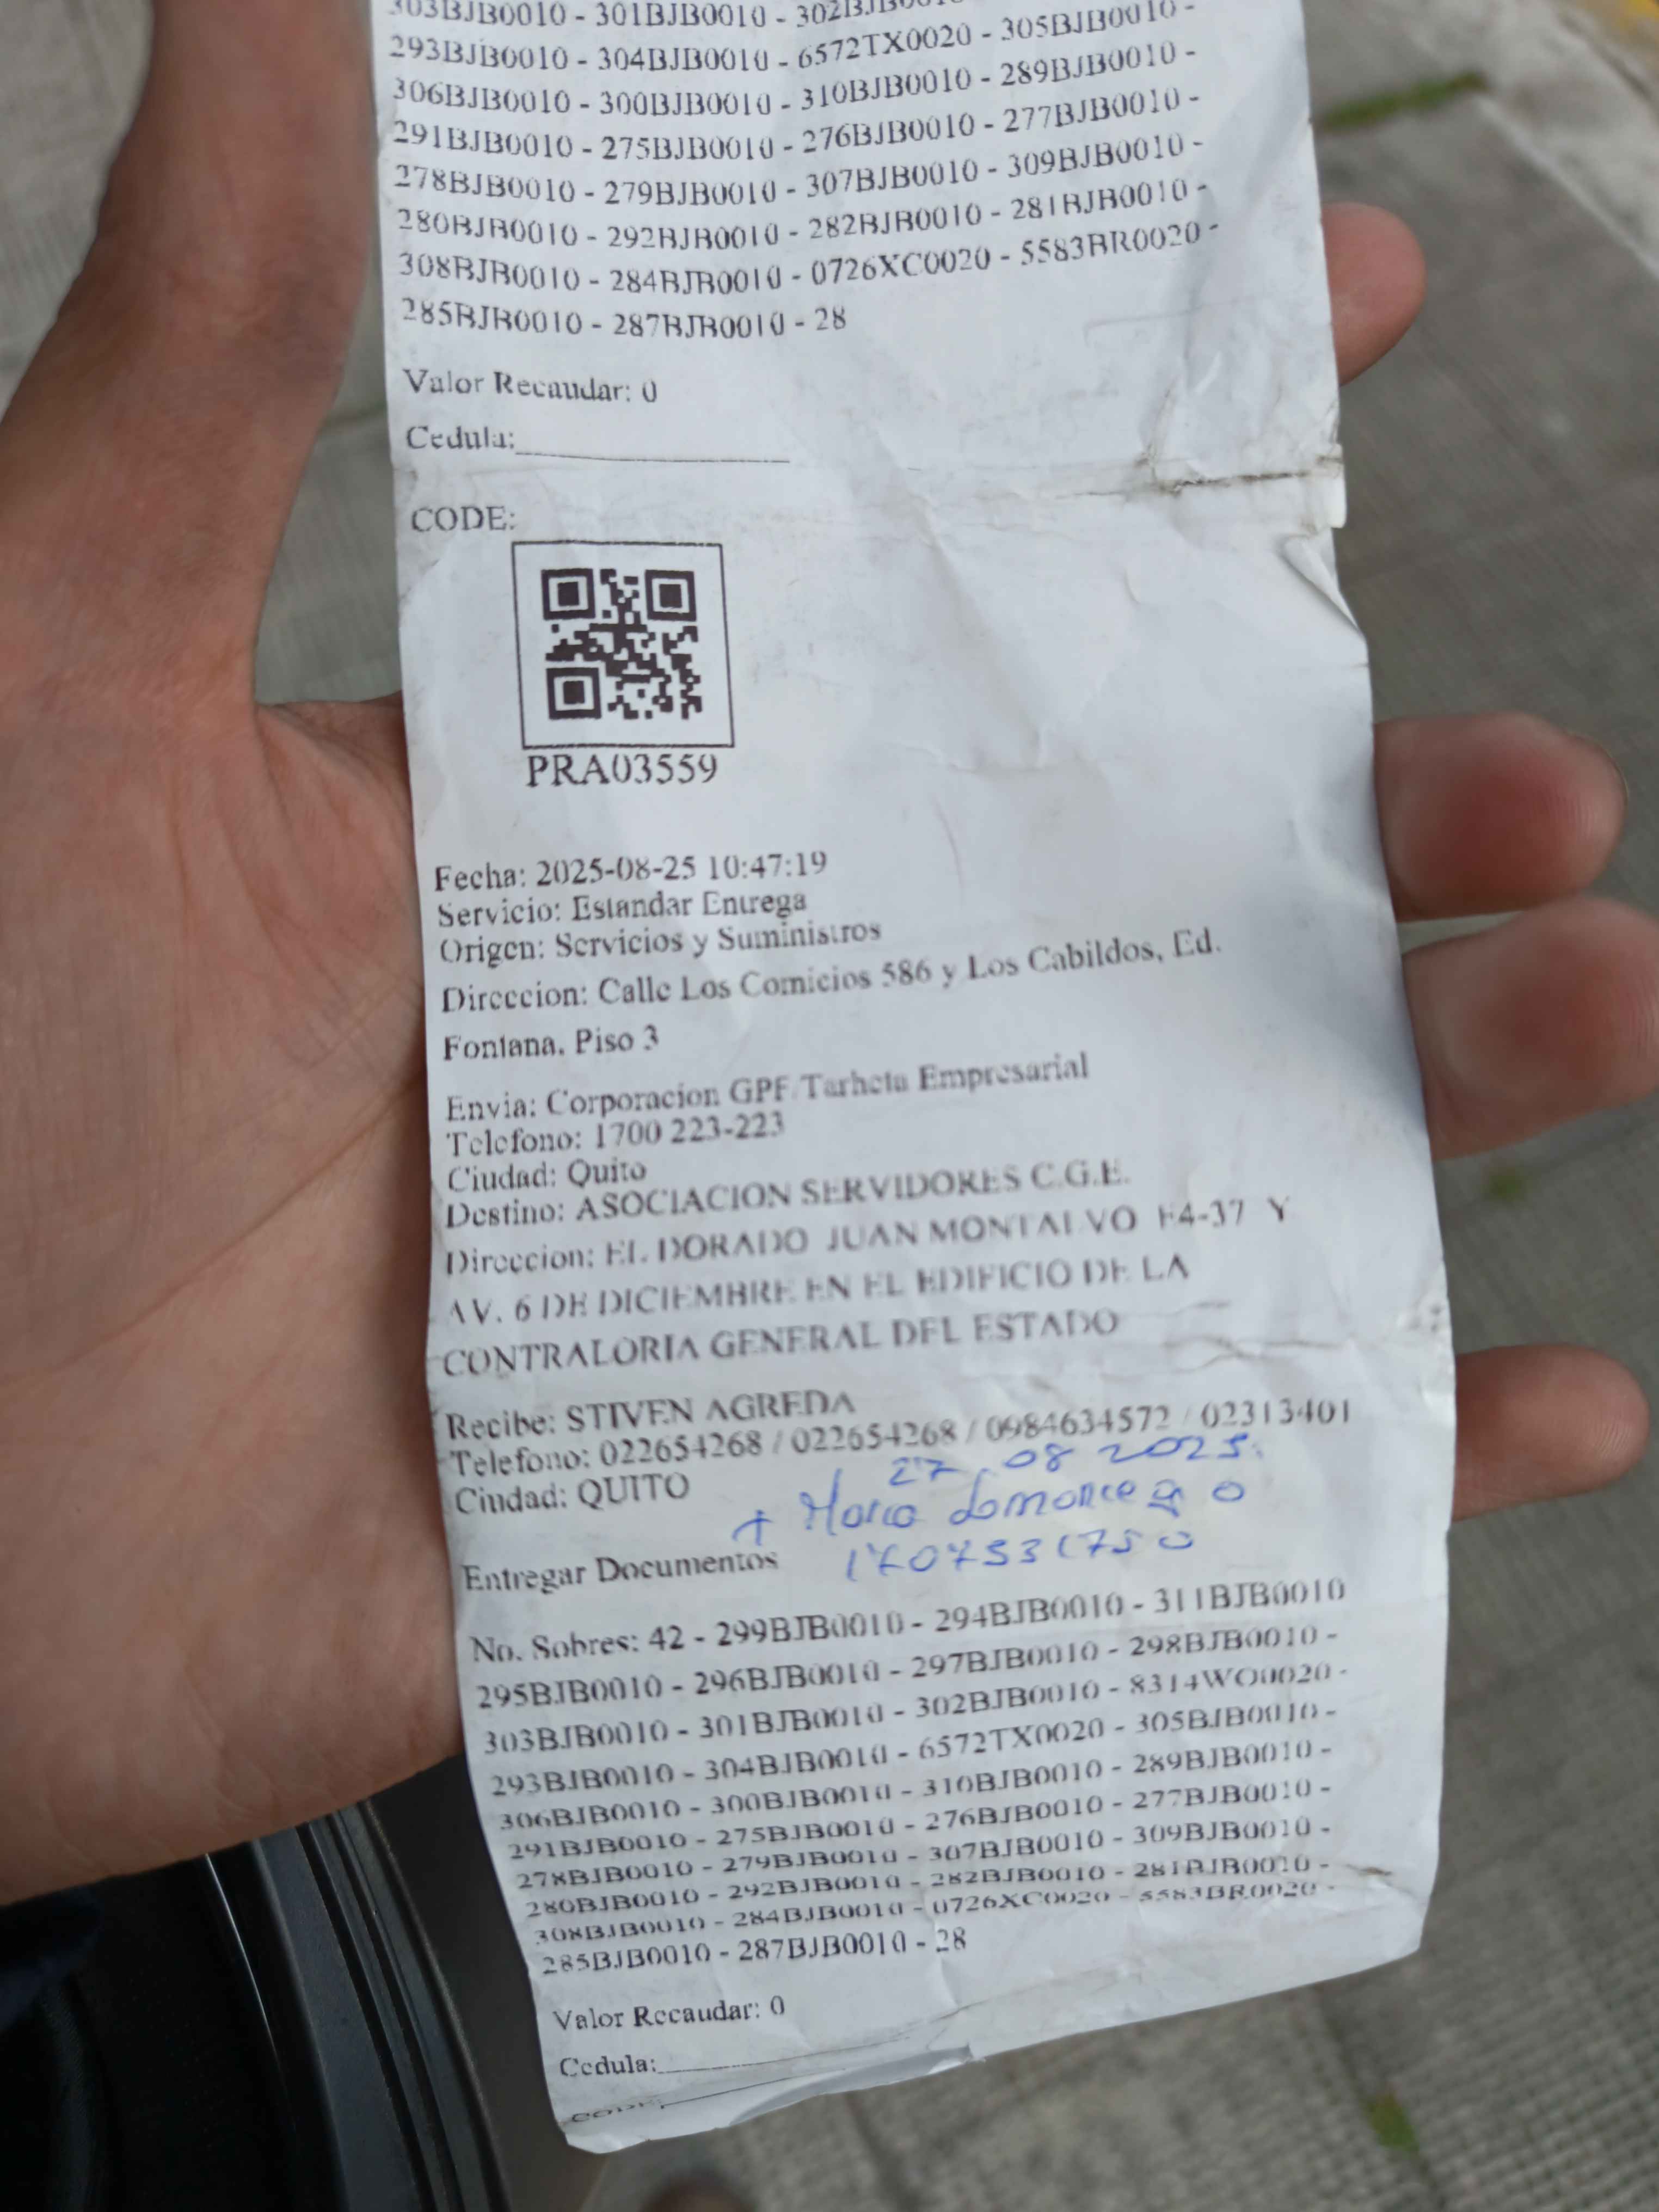 303BJB0010 - 301BJB0010 -
293BJB0010 - 304BJB0010 - 6572TX0020 - 305BJB0010 -
306BJB0010 - 300BJB0010 - 310BJB0010 - 289BJB0010 -
291BJB0010 - 275BJB0010 - 276BJB0010 - 277BJB0010 -
278BJB0010 - 279BJB0010 - 307BJB0010 - 309BJB0010 -
280BJB0010 - 292BJB0010 - 282BJB0010 - 281BJB0010 -
308BJB0010 - 284BJB0010 - 0726XC0020 - 5583BR0020 -
285BJB0010 - 287BJB0010 - 28
Valor Recaudar: 0
Cedula:
CODE:
PRA03559
Fecha: 2025-08-25 10:47:19
Servicio: Estandar Entrega
Origen: Servicios y Suministros
Direccion: Calle Los Comicios 586 y Los Cabildos, Ed.
Fontana. Piso 3
Envia: Corporacion GPF Tarheta Empresarial
Telefono: 1700 223-223
Ciudad: Quito
Destino: ASOCIACION SERVIDORES C.G.E.
Direccion: EL DORADO JUAN MONTALVO E4-37 Y
AV. 6 DE DICIEMBRE EN EL EDIFICIO DE LA
CONTRALORIA GENERAL DEL ESTADO
Recibe: STIVEN AGREDA
Telefono: 022654268 / 022654268 / 0984634572 / 02313401
Ciudad: QUITO
27 08 2025.
1707531750
Entregar Documentos
No. Sobres: 42 - 299BJB0010 - 294BJB0010 - 311BJB0010
295BJB0010 - 296BJB0010 - 297BJB0010 - 298BJB0010 -
303BJB0010 - 301BJB0010 - 302BJB0010 - 8314WO0020 -
293BJB0010 - 304BJB0010 - 6572TX0020 - 305BJB0010 -
306BJB0010 - 300BJB0010 - 310BJB0010 - 289BJB0010 -
291BJB0010 - 275BJB0010 - 276BJB0010 - 277BJB0010 -
278BJB0010 - 279BJB0010 - 307BJB0010 - 309BJB0010 -
280BJB0010 - 292BJB0010 - 282BJB0010 - 281BJB0010 -
308BJB0010 - 284BJB0010 - 0726XC0020 - 5583BR0020 -
285BJB0010 - 287BJB0010 - 28
Valor Recaudar: 0
Cedula: